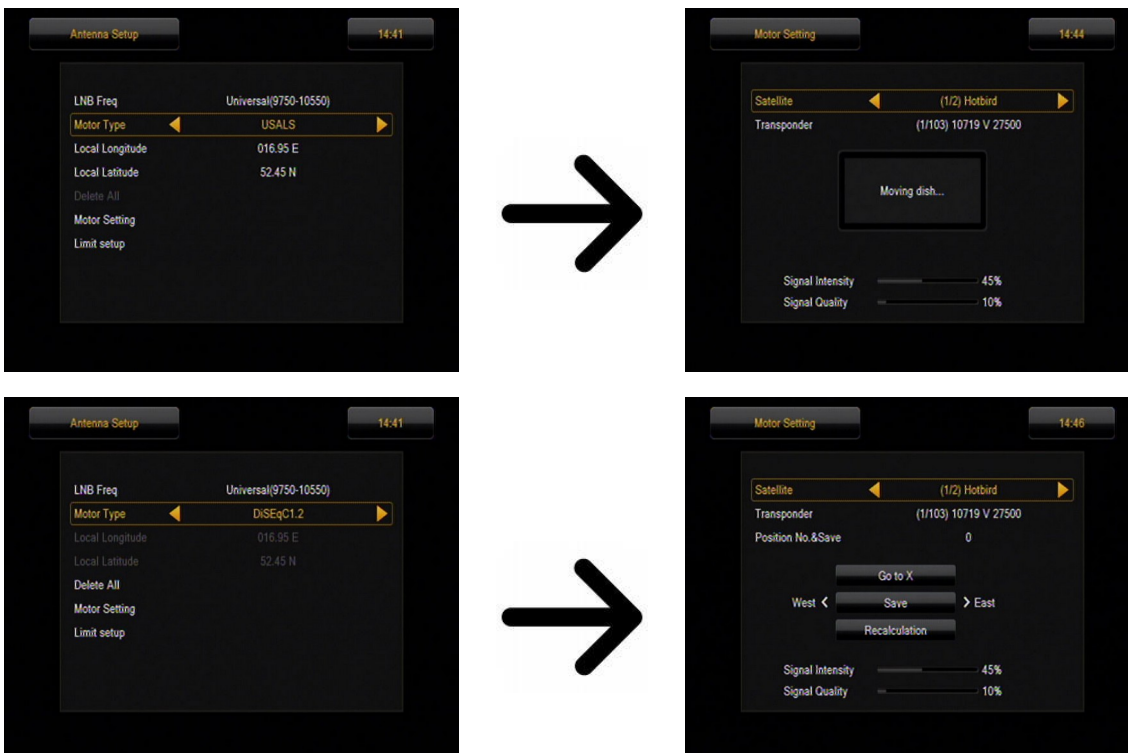 Antenna Setup 14:41
LNB Freq Universal(9750-10550)
Motor Type USALS
Local Longitude 016.95 E
Local Latitude 52.45 N
Delete All
Motor Setting
Limit setup
Motor Setting 14:44
Satellite (1/2) Hotbird
Transponder (1/103) 10719 V 27500
Moving dish...
Signal Intensity 45%
Signal Quality 10%
Antenna Setup 14:41
LNB Freq Universal(9750-10550)
Motor Type DiSEqC1.2
Local Longitude 016.95 E
Local Latitude 52.45 N
Delete All
Motor Setting
Limit setup
Motor Setting 14:46
Satellite (1/2) Hotbird
Transponder (1/103) 10719 V 27500
Position No.&Save 0
Go to X
West < Save > East
Recalculation
Signal Intensity 45%
Signal Quality 10%